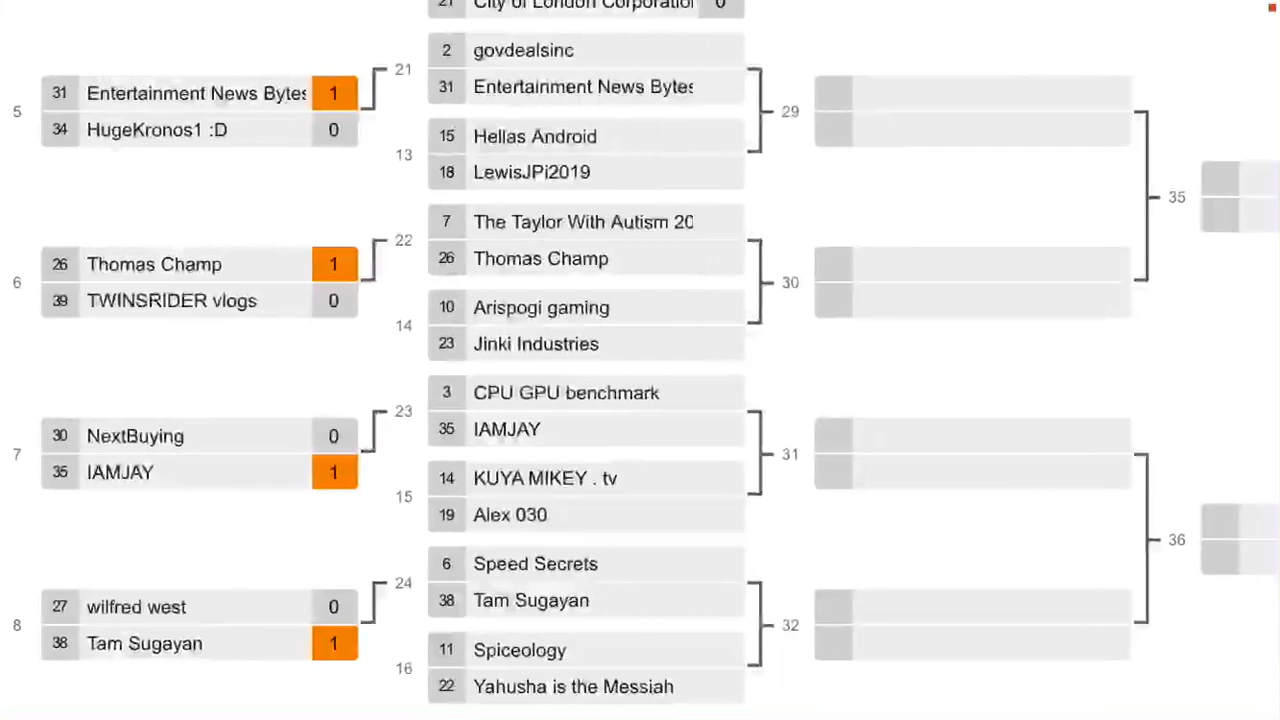 21 City of London Corporation 0
2 govdealsinc
21
31 Entertainment News Bytes 1
31 Entertainment News Bytes
5
29
34 HugeKronos1 :D 0
15 Hellas Android
13
18 LewisJPi2019
35
7 The Taylor With Autism 20
22
26 Thomas Champ 1
26 Thomas Champ
6
30
39 TWINSRIDER vlogs 0
10 Arispogi gaming
14
23 Jinki Industries
3 CPU GPU benchmark
23
30 NextBuying 0
35 IAMJAY
7
31
35 IAMJAY 1
14 KUYA MIKEY . tv
15
19 Alex 030
36
6 Speed Secrets
24
27 wilfred west 0
38 Tam Sugayan
8
32
38 Tam Sugayan 1
11 Spiceology
16
22 Yahusha is the Messiah